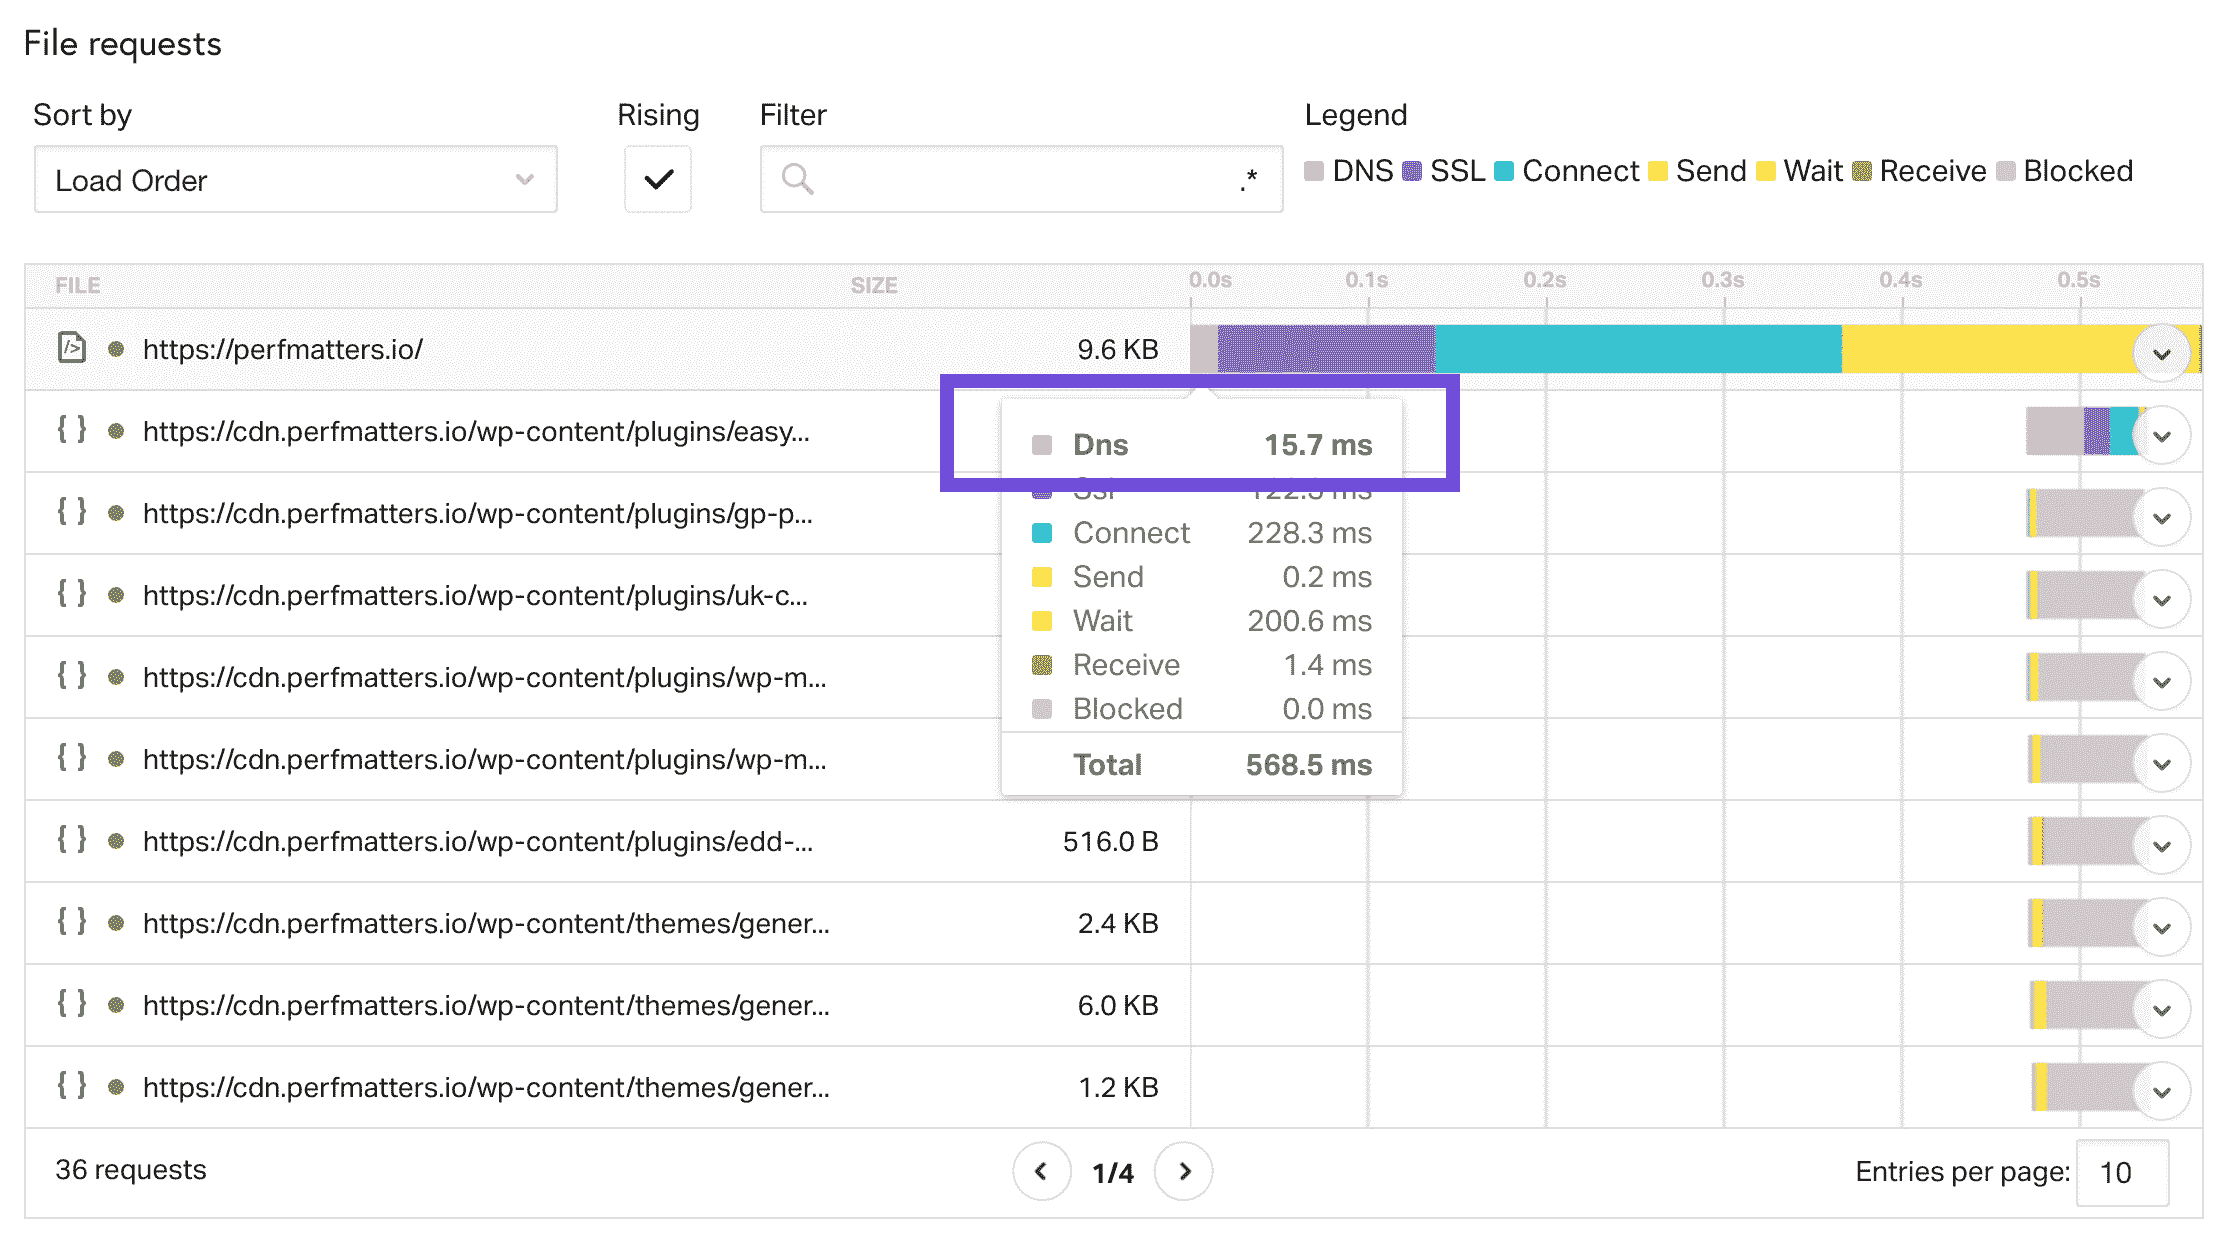 File requests
Sort by Rising Filter Legend
Load Order .* DNS SSL Connect Send Wait Receive Blocked
FILE SIZE 0.0s 0.1s 0.2s 0.3s 0.4s 0.5s
https://perfmatters.io/ 9.6 KB
https://cdn.perfmatters.io/wp-content/plugins/easy...
Dns 15.7 ms
Ssl 122.3 ms
https://cdn.perfmatters.io/wp-content/plugins/gp-p...
Connect 228.3 ms
Send 0.2 ms
https://cdn.perfmatters.io/wp-content/plugins/uk-c...
Wait 200.6 ms
Receive 1.4 ms
https://cdn.perfmatters.io/wp-content/plugins/wp-m...
Blocked 0.0 ms
https://cdn.perfmatters.io/wp-content/plugins/wp-m...
Total 568.5 ms
https://cdn.perfmatters.io/wp-content/plugins/edd-... 516.0 B
https://cdn.perfmatters.io/wp-content/themes/gener... 2.4 KB
https://cdn.perfmatters.io/wp-content/themes/gener... 6.0 KB
https://cdn.perfmatters.io/wp-content/themes/gener... 1.2 KB
36 requests 1/4 Entries per page: 10